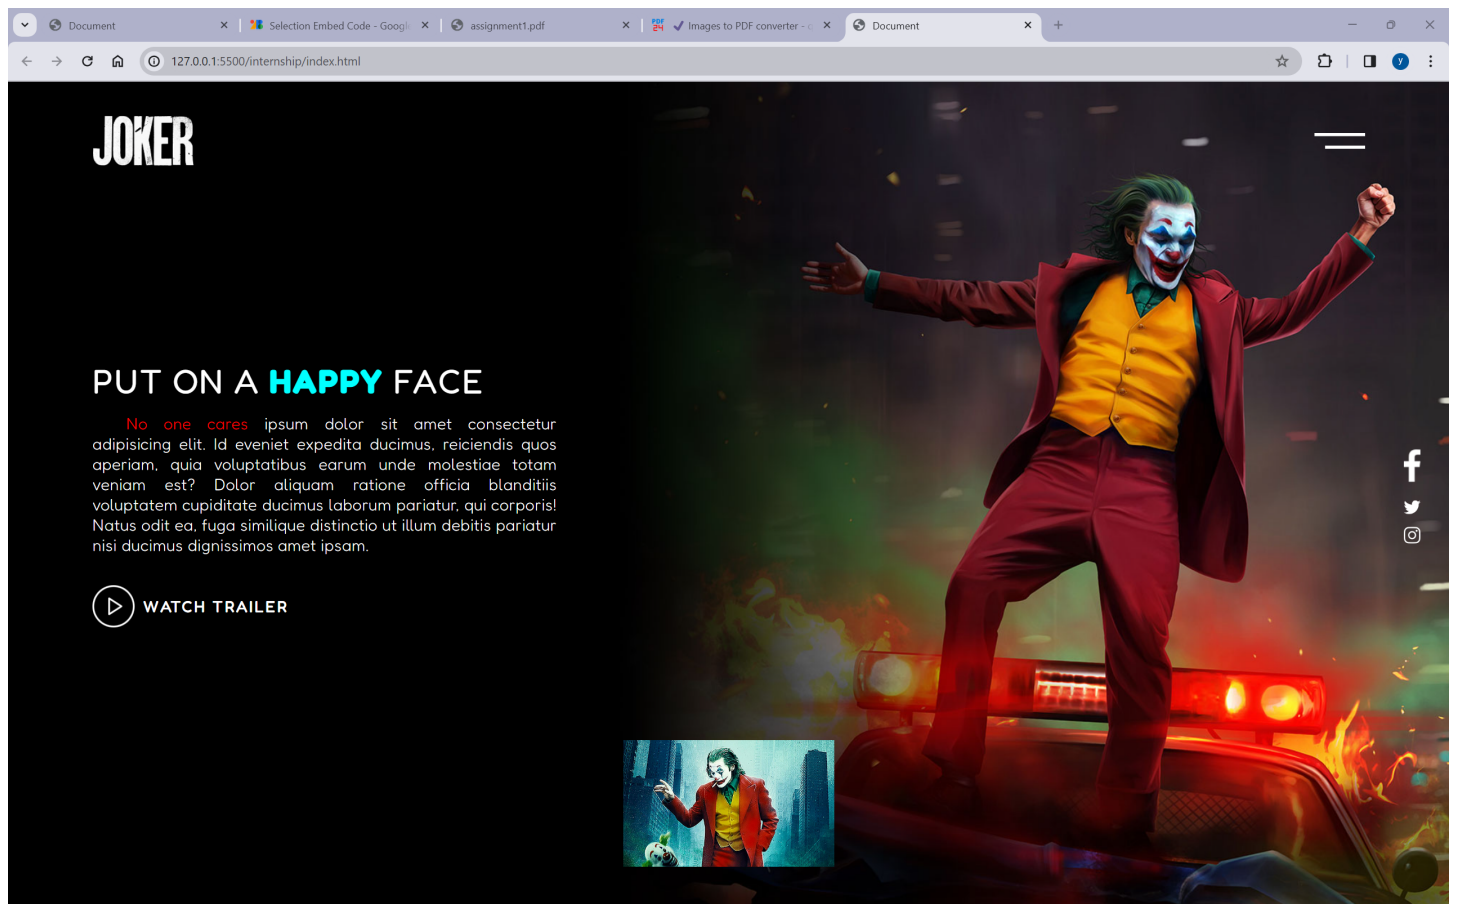 Document
Selection Embed Code - Googl
assignment1.pdf
PDF
24
Images to PDF converter -
Document
127.0.0.1:5500/internship/index.html
y
JOKER
PUT ON A HAPPY FACE
No one cares ipsum dolor sit amet consectetur
adipisicing elit. Id eveniet expedita ducimus, reiciendis quos
aperiam, quia voluptatibus earum unde molestiae totam
veniam est? Dolor aliquam ratione officia blanditiis
voluptatem cupiditate ducimus laborum pariatur, qui corporis!
Natus odit ea, fuga similique distinctio ut illum debitis pariatur
nisi ducimus dignissimos amet ipsam.
WATCH TRAILER